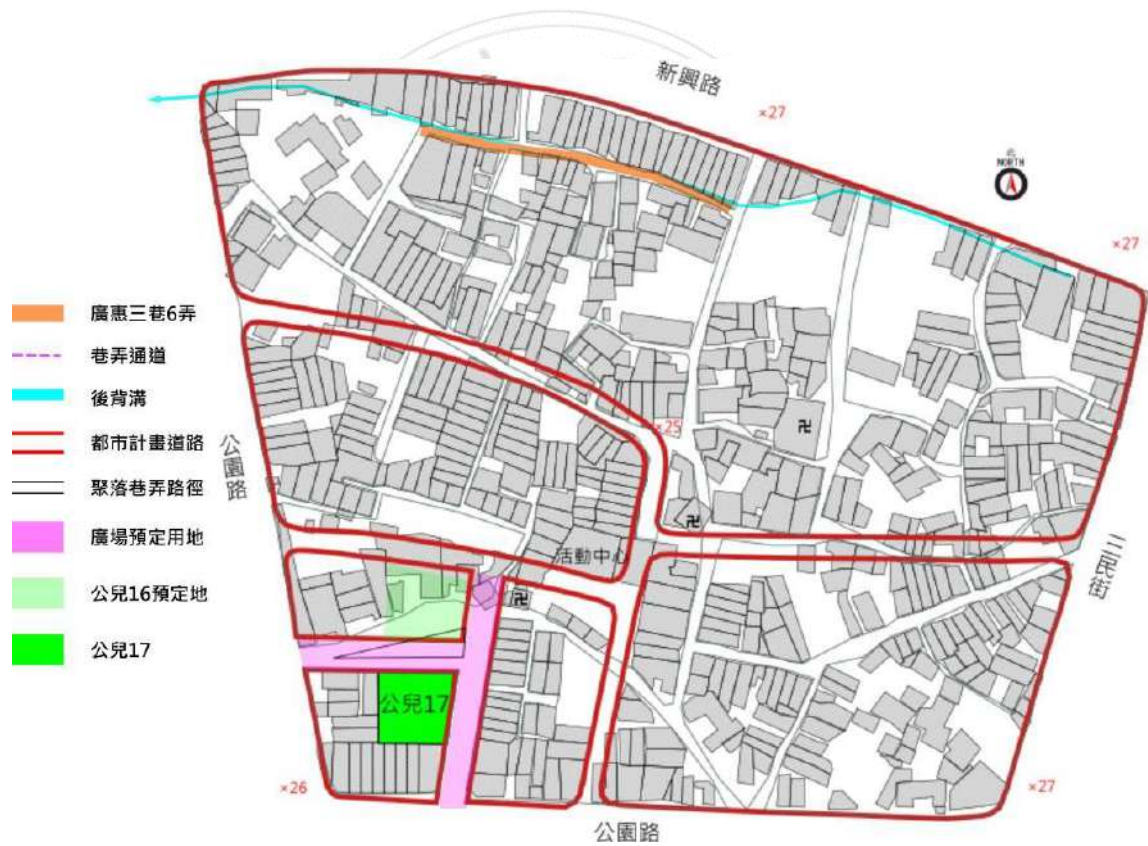 新興路
×27
北
NORTH
×27
廣惠三巷6弄
巷弄通道
後背溝
都市計畫道路
聚落巷弄路徑
廣場預定用地
公兒16預定地
公兒17
公園路
×25
卍
卍
活動中心
三民街
卍
公兒17
×26
×27
公園路